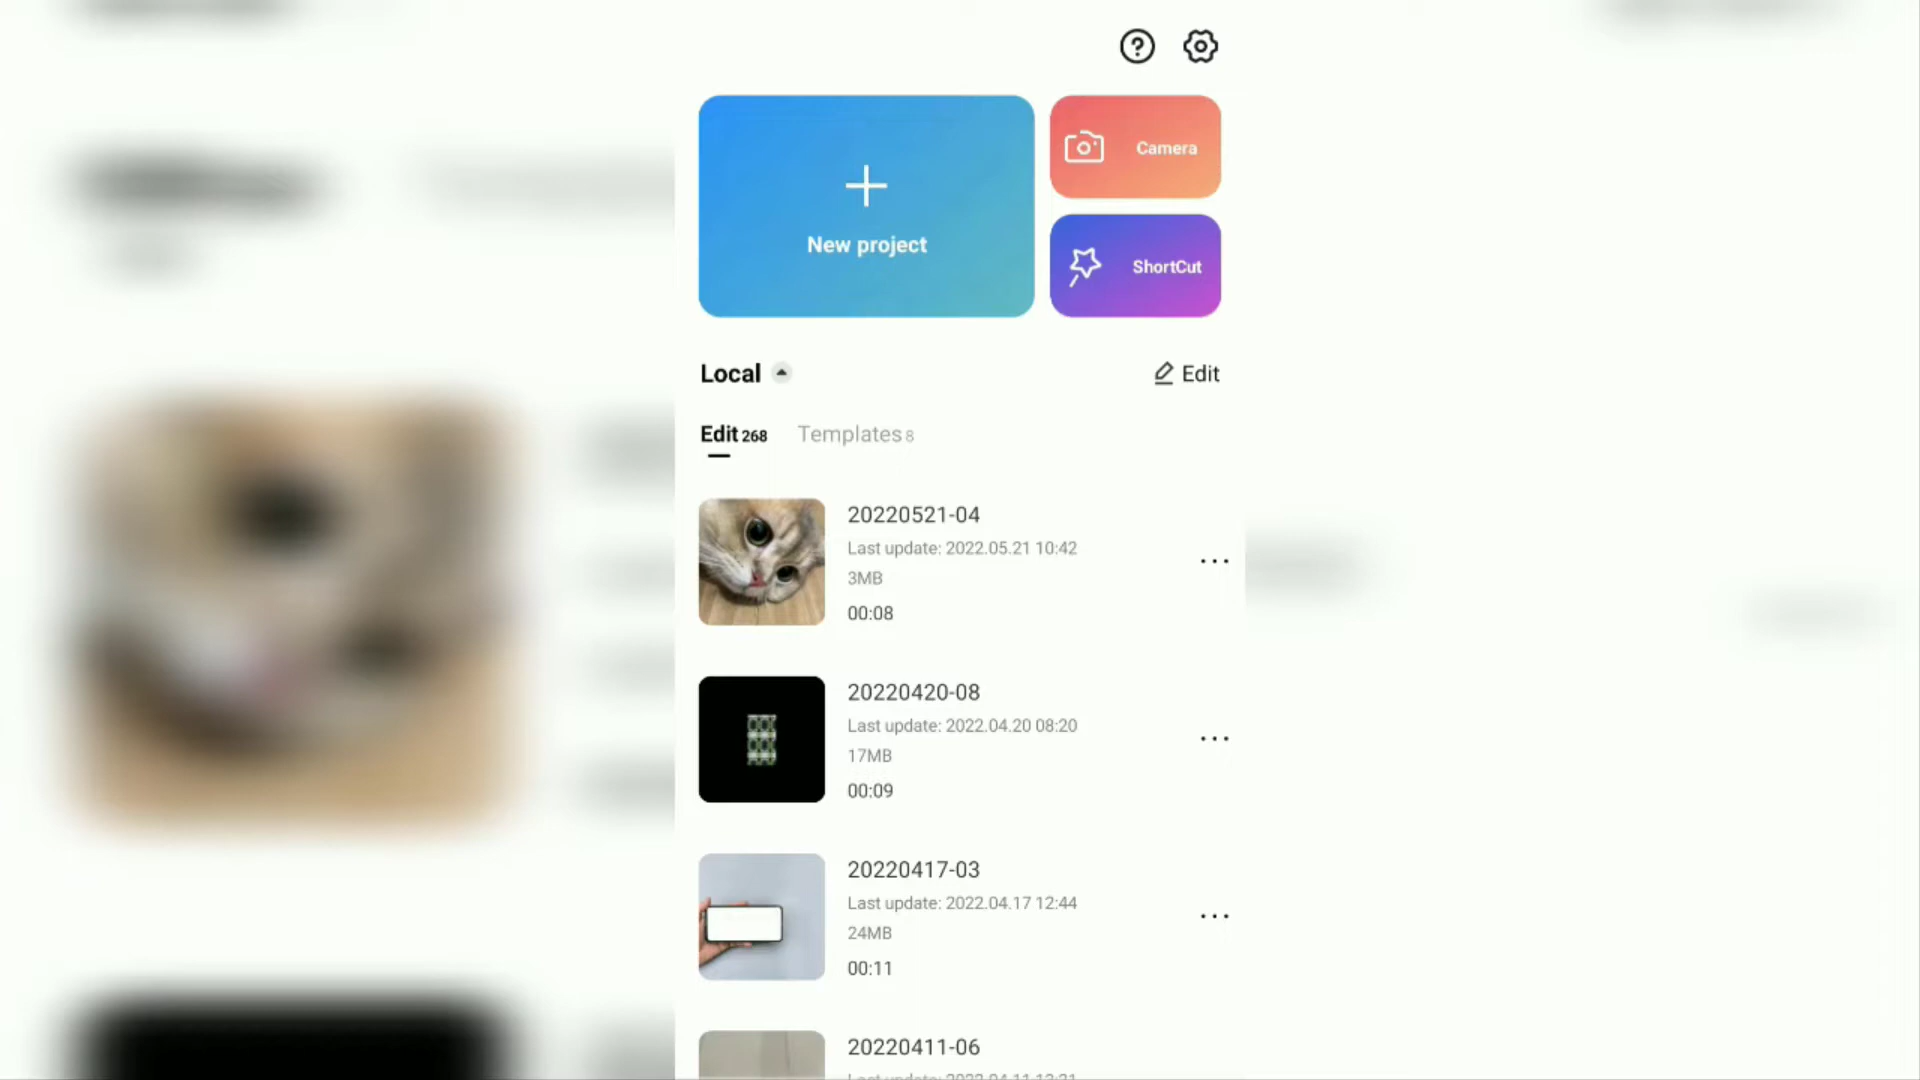 Camera
New project
ShortCut
Local
Edit
Edit 268
Templates 8
20220521-04
Last update: 2022.05.21 10:42
3MB
00:08
20220420-08
Last update: 2022.04.20 08:20
17MB
00:09
20220417-03
Last update: 2022.04.17 12:44
24MB
00:11
20220411-06